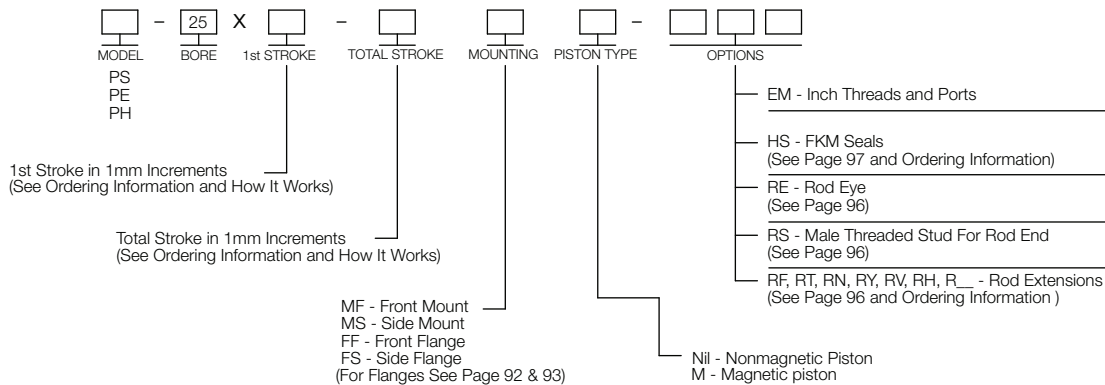 - 25 X - -
MODEL BORE 1st STROKE TOTAL STROKE MOUNTING PISTON TYPE OPTIONS
PS
PE
PH
EM - Inch Threads and Ports
HS - FKM Seals
(See Page 97 and Ordering Information)
1st Stroke in 1mm Increments
(See Ordering Information and How It Works)
RE - Rod Eye
(See Page 96)
RS - Male Threaded Stud For Rod End
(See Page 96)
Total Stroke in 1mm Increments
(See Ordering Information and How It Works)
RF, RT, RN, RY, RV, RH, R__ - Rod Extensions
(See Page 96 and Ordering Information )
MF - Front Mount
MS - Side Mount
FF - Front Flange
FS - Side Flange
(For Flanges See Page 92 & 93)
Nil - Nonmagnetic Piston
M - Magnetic piston